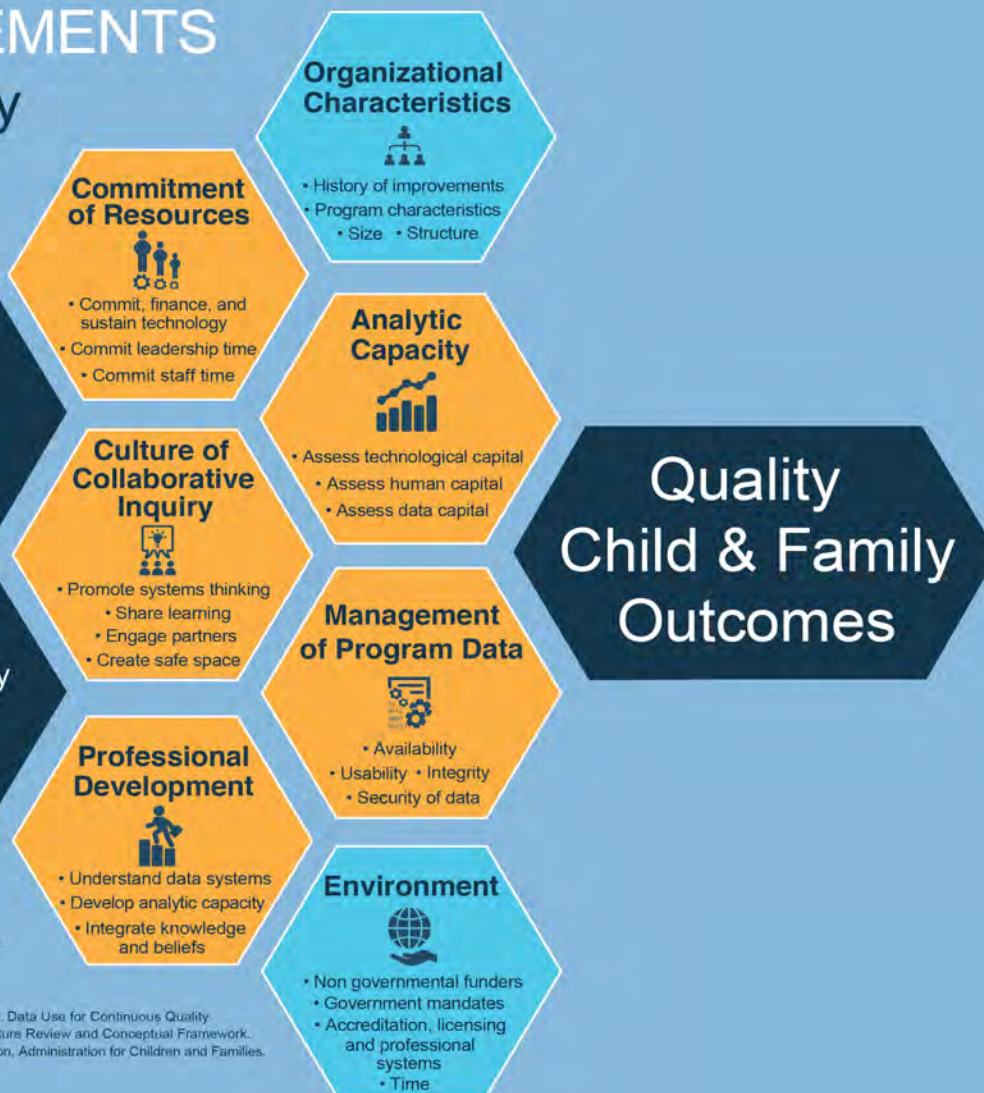 Organizational
Characteristics
• History of improvements
• Program characteristics
• Size • Structure
Commitment
of Resources
• Commit, finance, and
sustain technology
• Commit leadership time
• Commit staff time
Analytic
Capacity
• Assess technological capital
• Assess human capital
• Assess data capital
Culture of
Collaborative
Inquiry
• Promote systems thinking
• Share learning
• Engage partners
• Create safe space
Quality
Child & Family
Outcomes
Management
of Program Data
• Availability
• Usability • Integrity
• Security of data
Professional
Development
• Understand data systems
• Develop analytic capacity
• Integrate knowledge
and beliefs
Environment
• Non governmental funders
• Government mandates
• Accreditation, licensing
and professional
systems
• Time
. Data Use for Continuous Quality
Review and Conceptual Framework.
Administration for Children and Families.